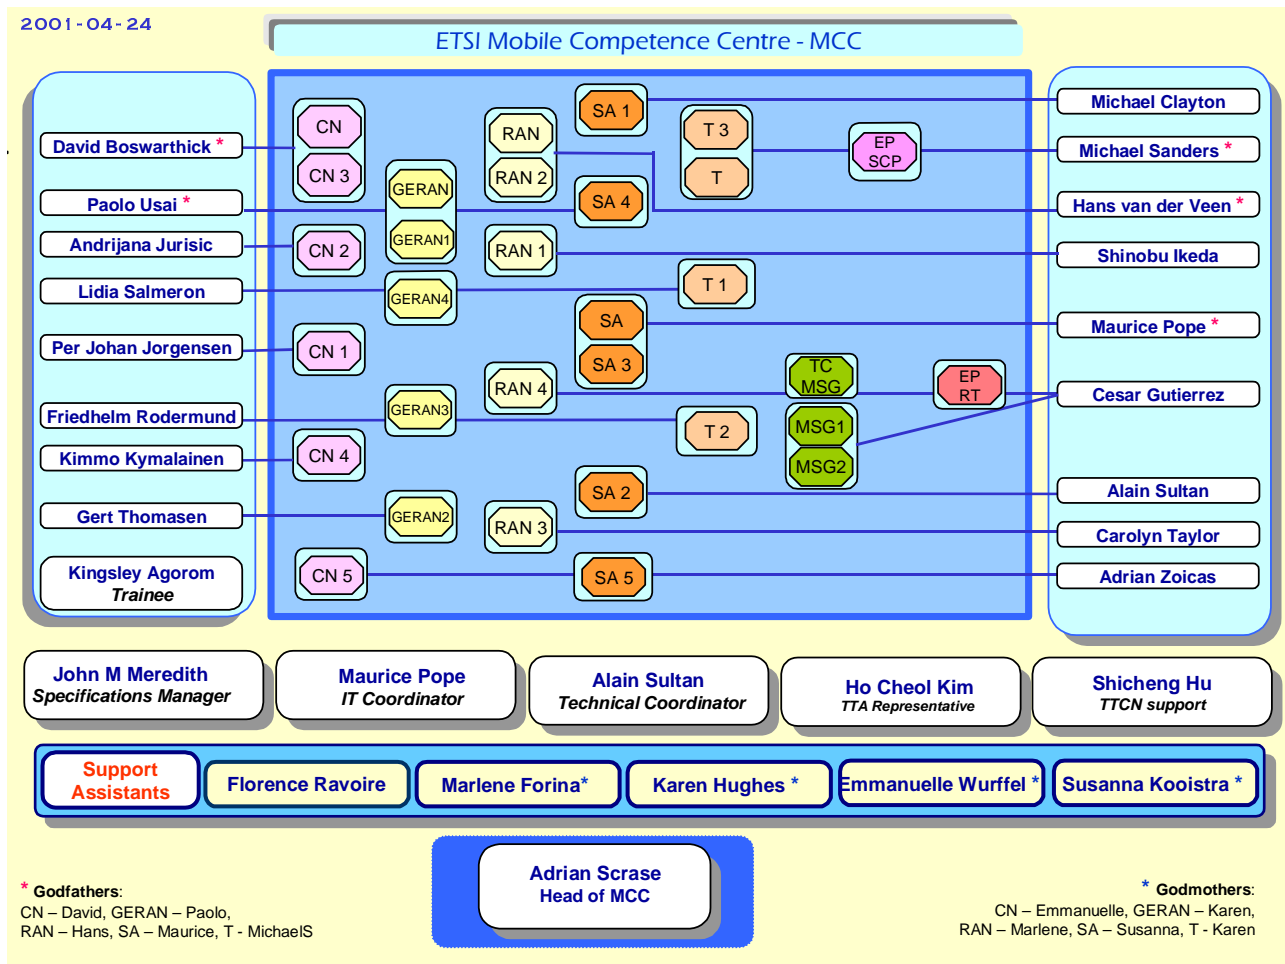 2001-04-24
ETSI Mobile Competence Centre - MCC
David Boswarthick *
Paolo Usai *
Andrijana Jurisic
Lidia Salmeron
Per Johan Jorgensen
Friedhelm Rodermund
Kimmo Kymalainen
Gert Thomasen
Kingsley Agorom
Trainee
CN
CN 3
CN 2
CN 1
CN 4
CN 5
GERAN
GERAN1
GERAN4
GERAN3
GERAN2
RAN
RAN 2
RAN 1
RAN 4
RAN 3
SA 1
SA 4
SA
SA 3
SA 2
SA 5
T 3
T
T 1
T 2
TC
MSG
MSG1
MSG2
EP
SCP
EP
RT
Michael Clayton
Michael Sanders *
Hans van der Veen *
Shinobu Ikeda
Maurice Pope *
Cesar Gutierrez
Alain Sultan
Carolyn Taylor
Adrian Zoicas
John M Meredith
Specifications Manager
Maurice Pope
IT Coordinator
Alain Sultan
Technical Coordinator
Ho Cheol Kim
TTA Representative
Shicheng Hu
TTCN support
Support
Assistants
Florence Ravoire
Marlene Forina*
Karen Hughes *
Emmanuelle Wurffel *
Susanna Kooistra *
Adrian Scrase
Head of MCC
* Godfathers:
CN – David, GERAN – Paolo,
RAN – Hans, SA – Maurice, T - MichaelS
* Godmothers:
CN – Emmanuelle, GERAN – Karen,
RAN – Marlene, SA – Susanna, T - Karen